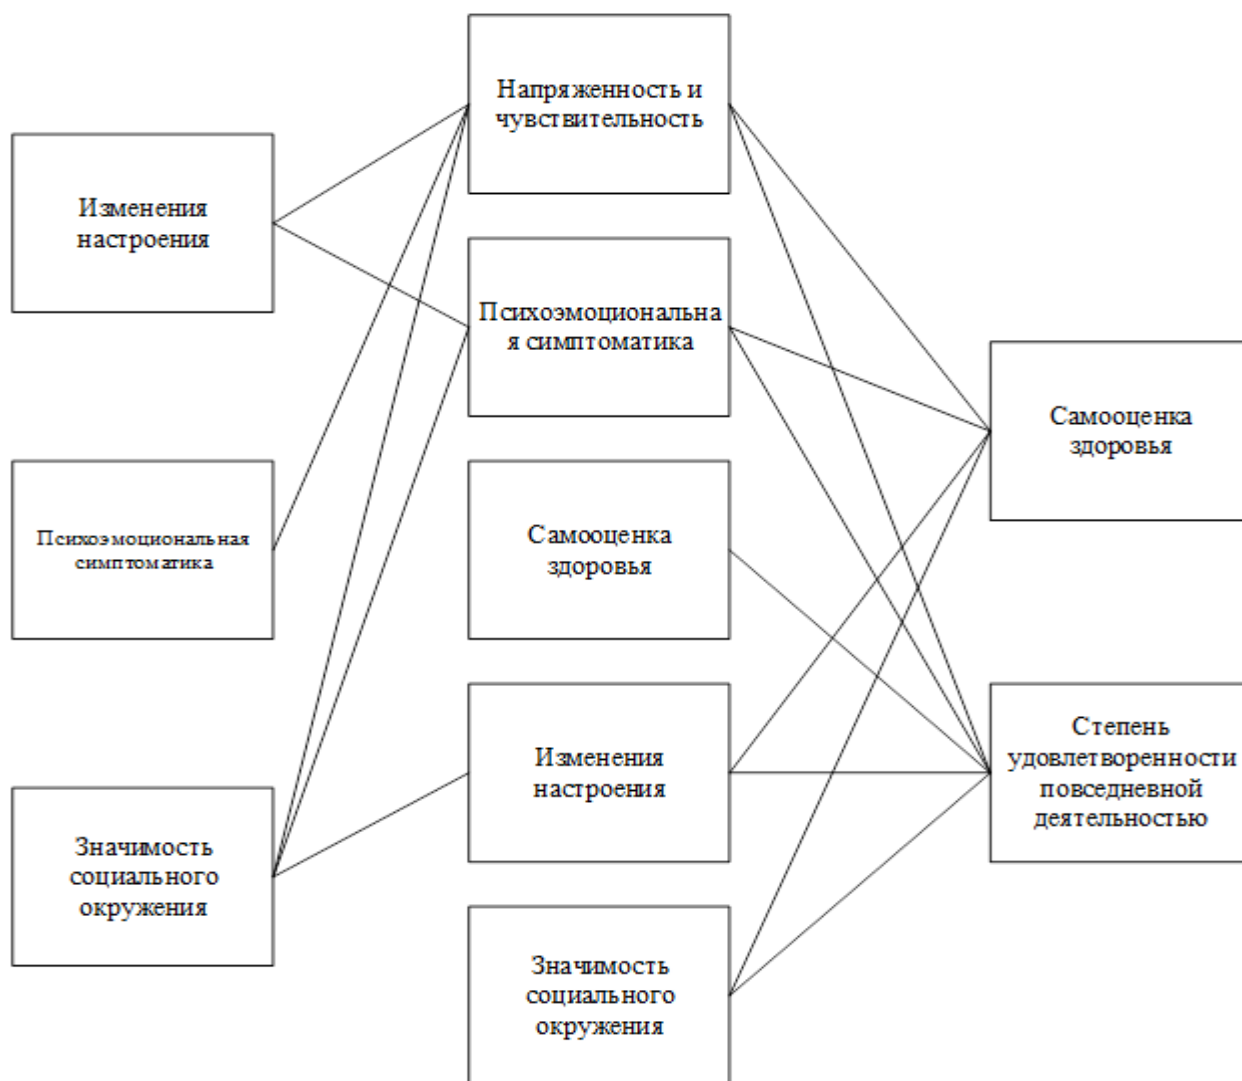 Изменения
настроения
Психоэмоциональная
симптоматика
Значимость
социального
окружения
Напряженность и
чувствительность
Психоэмоциональна
я симптоматика
Самооценка
здоровья
Изменения
настроения
Значимость
социального
окружения
Самооценка
здоровья
Степень
удовлетворенности
повседневной
деятельностью